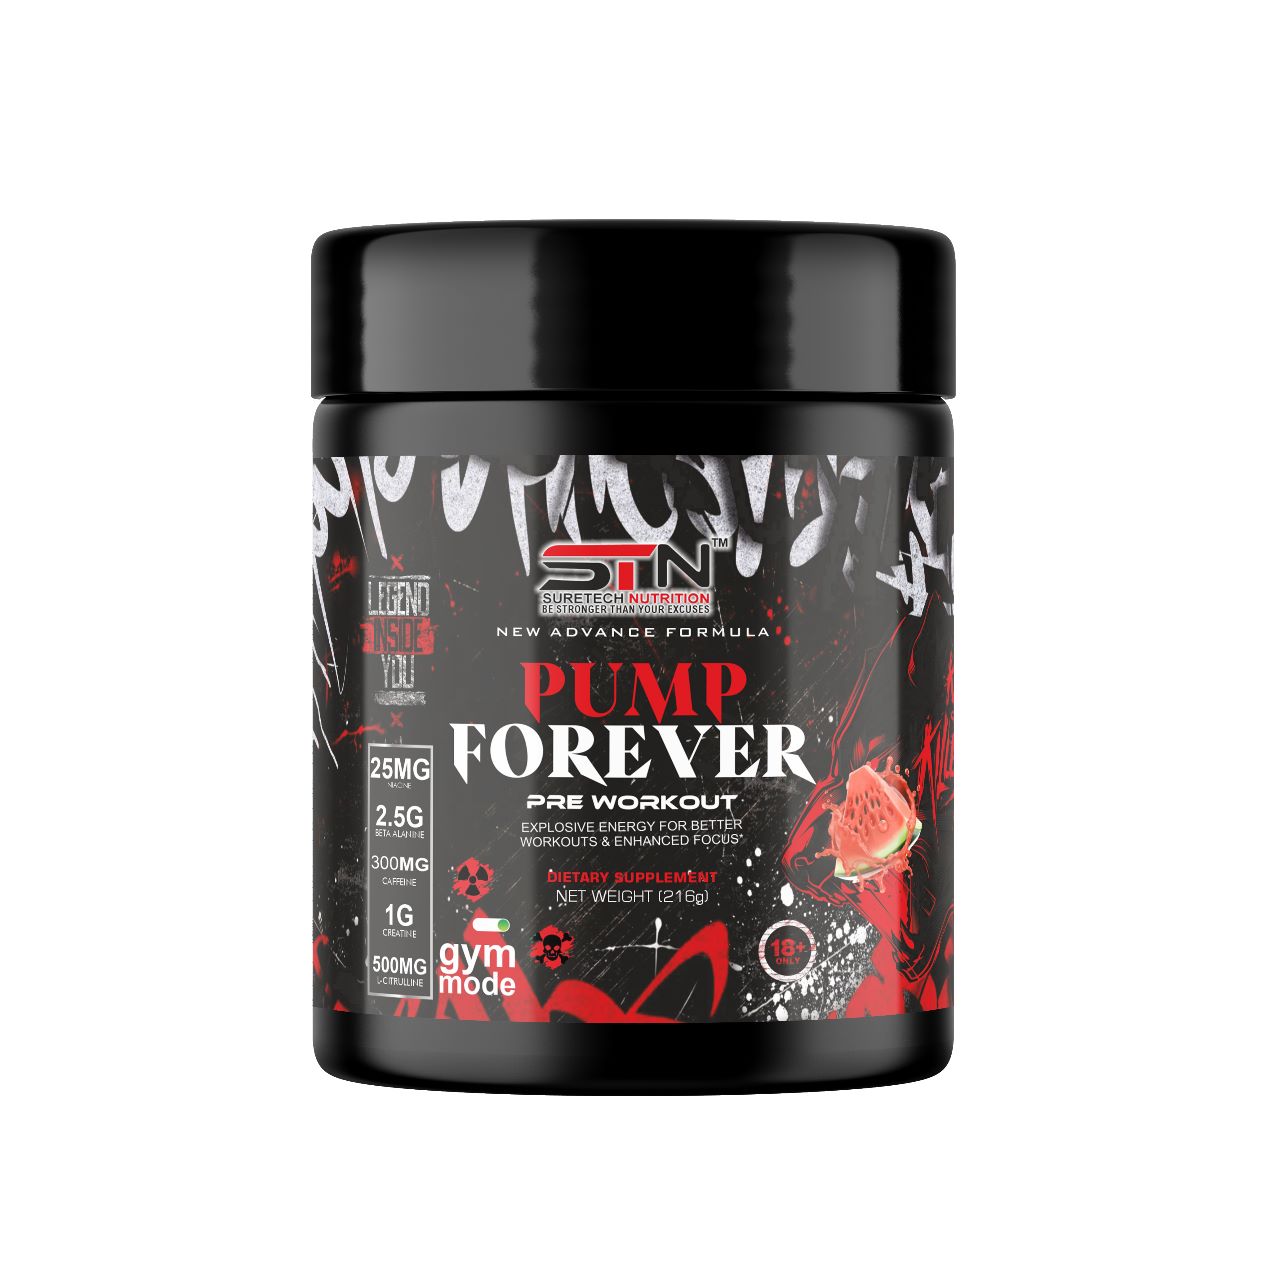 STN™
SURETECH NUTRITION
BE STRONGER THAN YOUR EXCUSES
NEW ADVANCE FORMULA
PUMP
FOREVER
PRE WORKOUT
EXPLOSIVE ENERGY FOR BETTER
WORKOUTS & ENHANCED FOCUS*
DIETARY SUPPLEMENT
NET WEIGHT (216g)
LEGEND
INSIDE
YOU
25MG
NIACINE
2.5G
BETA ALANINE
300MG
CAFFEINE
1G
CREATINE
500MG
L-CITRULLINE
gym
mode
18+
ONLY